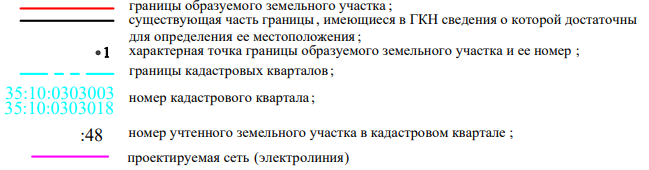 границы образуемого земельного участка ;
существующая часть границы , имеющиеся в ГКН сведения о которой достаточны
для определения ее местоположения ;
1 характерная точка границы образуемого земельного участка и ее номер ;
границы кадастровых кварталов ;
35:10:0303003
35:10:0303018
номер кадастрового квартала ;
:48 номер учтенного земельного участка в кадастровом квартале ;
проектируемая сеть (электролиния)